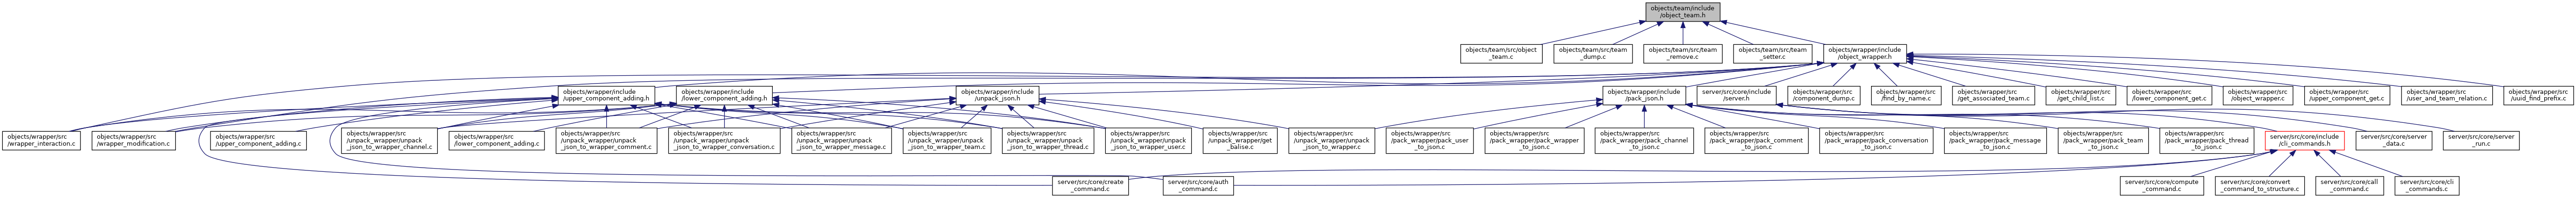 objects/team/include
/object_team.h
objects/team/src/object
_team.c
objects/team/src/team
_dump.c
objects/team/src/team
_remove.c
objects/team/src/team
_setter.c
objects/wrapper/include
/object_wrapper.h
objects/wrapper/include
/upper_component_adding.h
objects/wrapper/include
/lower_component_adding.h
objects/wrapper/include
/unpack_json.h
objects/wrapper/include
/pack_json.h
server/src/core/include
/server.h
objects/wrapper/src
/component_dump.c
objects/wrapper/src
/find_by_name.c
objects/wrapper/src
/get_associated_team.c
objects/wrapper/src
/get_child_list.c
objects/wrapper/src
/lower_component_get.c
objects/wrapper/src
/object_wrapper.c
objects/wrapper/src
/upper_component_get.c
objects/wrapper/src
/user_and_team_relation.c
objects/wrapper/src
/uuid_find_prefix.c
objects/wrapper/src
/wrapper_interaction.c
objects/wrapper/src
/wrapper_modification.c
objects/wrapper/src
/upper_component_adding.c
objects/wrapper/src
/unpack_wrapper/unpack
_json_to_wrapper_channel.c
objects/wrapper/src
/lower_component_adding.c
objects/wrapper/src
/unpack_wrapper/unpack
_json_to_wrapper_comment.c
objects/wrapper/src
/unpack_wrapper/unpack
_json_to_wrapper_conversation.c
objects/wrapper/src
/unpack_wrapper/unpack
_json_to_wrapper_message.c
objects/wrapper/src
/unpack_wrapper/unpack
_json_to_wrapper_team.c
objects/wrapper/src
/unpack_wrapper/unpack
_json_to_wrapper_thread.c
objects/wrapper/src
/unpack_wrapper/unpack
_json_to_wrapper_user.c
objects/wrapper/src
/unpack_wrapper/get
_balise.c
objects/wrapper/src
/unpack_wrapper/unpack
_json_to_wrapper.c
objects/wrapper/src
/pack_wrapper/pack_user
_to_json.c
objects/wrapper/src
/pack_wrapper/pack_wrapper
_to_json.c
objects/wrapper/src
/pack_wrapper/pack_channel
_to_json.c
objects/wrapper/src
/pack_wrapper/pack_comment
_to_json.c
objects/wrapper/src
/pack_wrapper/pack_conversation
_to_json.c
objects/wrapper/src
/pack_wrapper/pack_message
_to_json.c
objects/wrapper/src
/pack_wrapper/pack_team
_to_json.c
objects/wrapper/src
/pack_wrapper/pack_thread
_to_json.c
server/src/core/include
/cli_commands.h
server/src/core/server
_data.c
server/src/core/server
_run.c
server/src/core/create
_command.c
server/src/core/auth
_command.c
server/src/core/compute
_command.c
server/src/core/convert
_command_to_structure.c
server/src/core/call
_command.c
server/src/core/cli
_commands.c